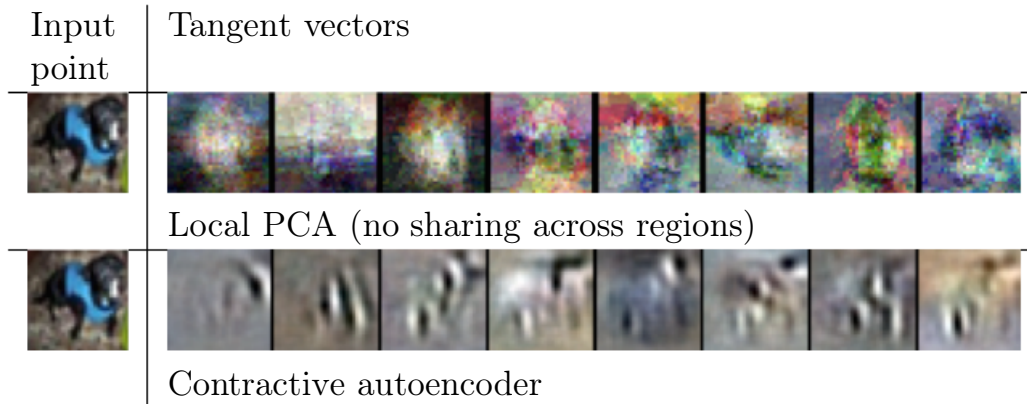 Input
point
Tangent vectors
Local PCA (no sharing across regions)
Contractive autoencoder